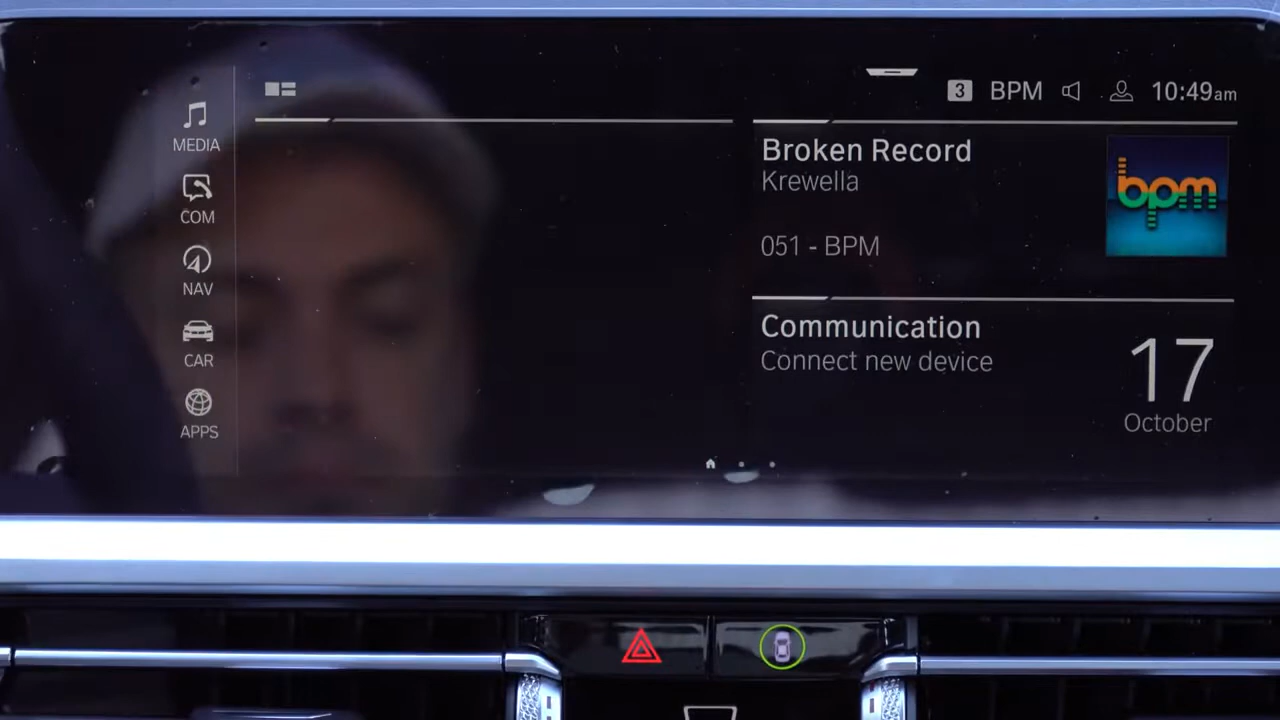 MEDIA
COM
NAV
CAR
APPS
3 BPM 10:49am
Broken Record
Krewella
051 - BPM
bpm
Communication
Connect new device
17
October